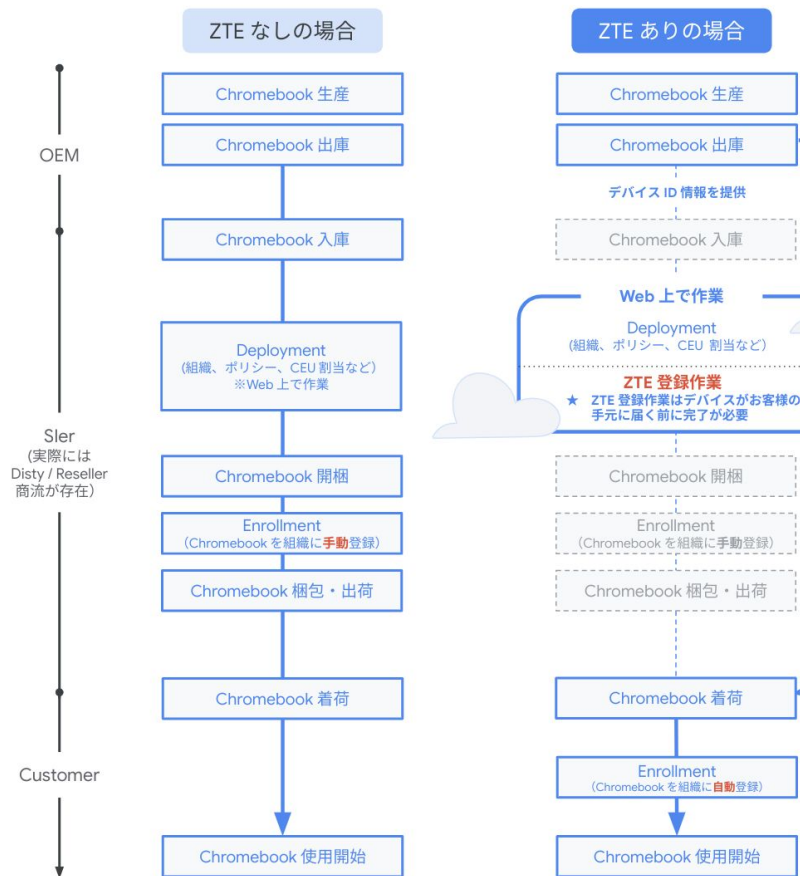 ZTE なしの場合
ZTE ありの場合
OEM
SIer
(実際には
Disty / Reseller
商流が存在)
Customer
Chromebook 生産
Chromebook 出庫
Chromebook 入庫
Deployment
(組織、ポリシー、CEU 割当など)
※Web 上で作業
Chromebook 開梱
Enrollment
(Chromebook を組織に手動登録)
Chromebook 梱包・出荷
Chromebook 着荷
Chromebook 使用開始
Chromebook 生産
Chromebook 出庫
デバイス ID 情報を提供
Chromebook 入庫
Web 上で作業
Deployment
(組織、ポリシー、CEU 割当など)
ZTE 登録作業
★ ZTE 登録作業はデバイスがお客様の
手元に届く前に完了が必要
Chromebook 開梱
Enrollment
(Chromebook を組織に手動登録)
Chromebook 梱包・出荷
Chromebook 着荷
Enrollment
(Chromebook を組織に自動登録)
Chromebook 使用開始